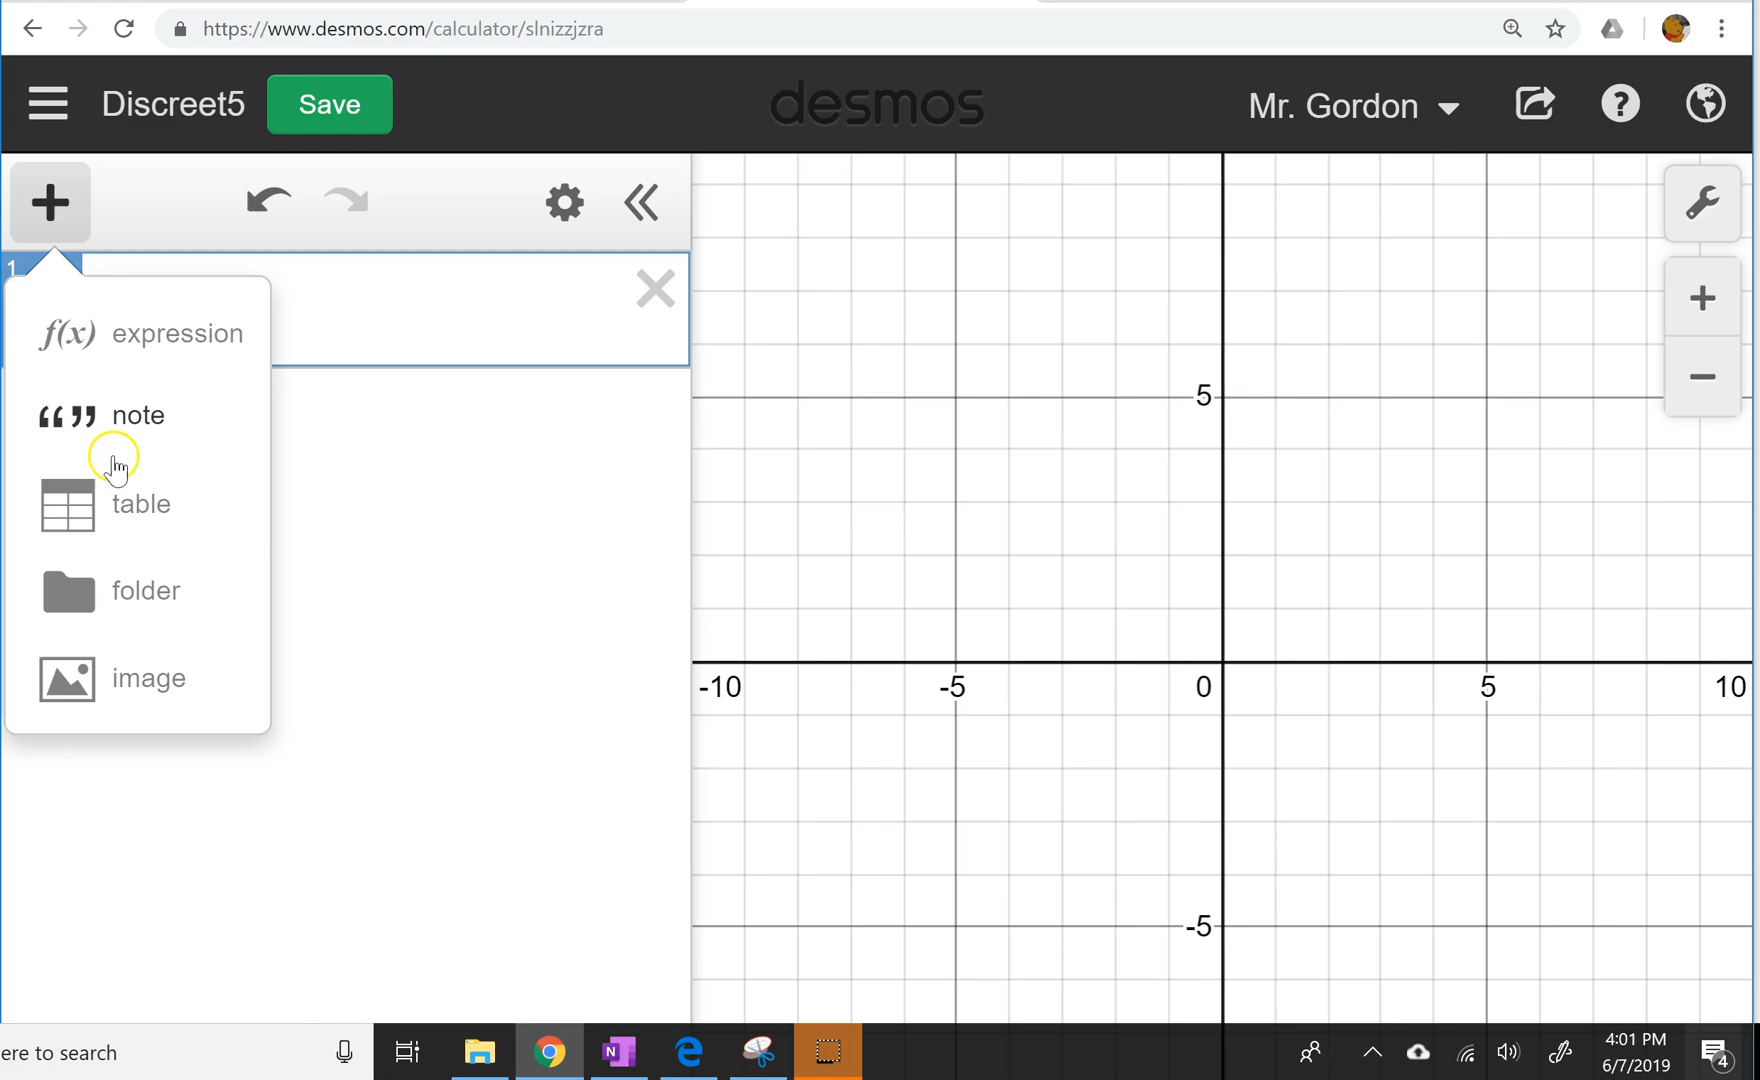 https://www.desmos.com/calculator/slnizzjzra
Discreet5
Save
desmos
Mr. Gordon
1
f(x) expression
note
table
folder
image
5
-10 -5 0 5 10
-5
ere to search
4:01 PM
6/7/2019
4